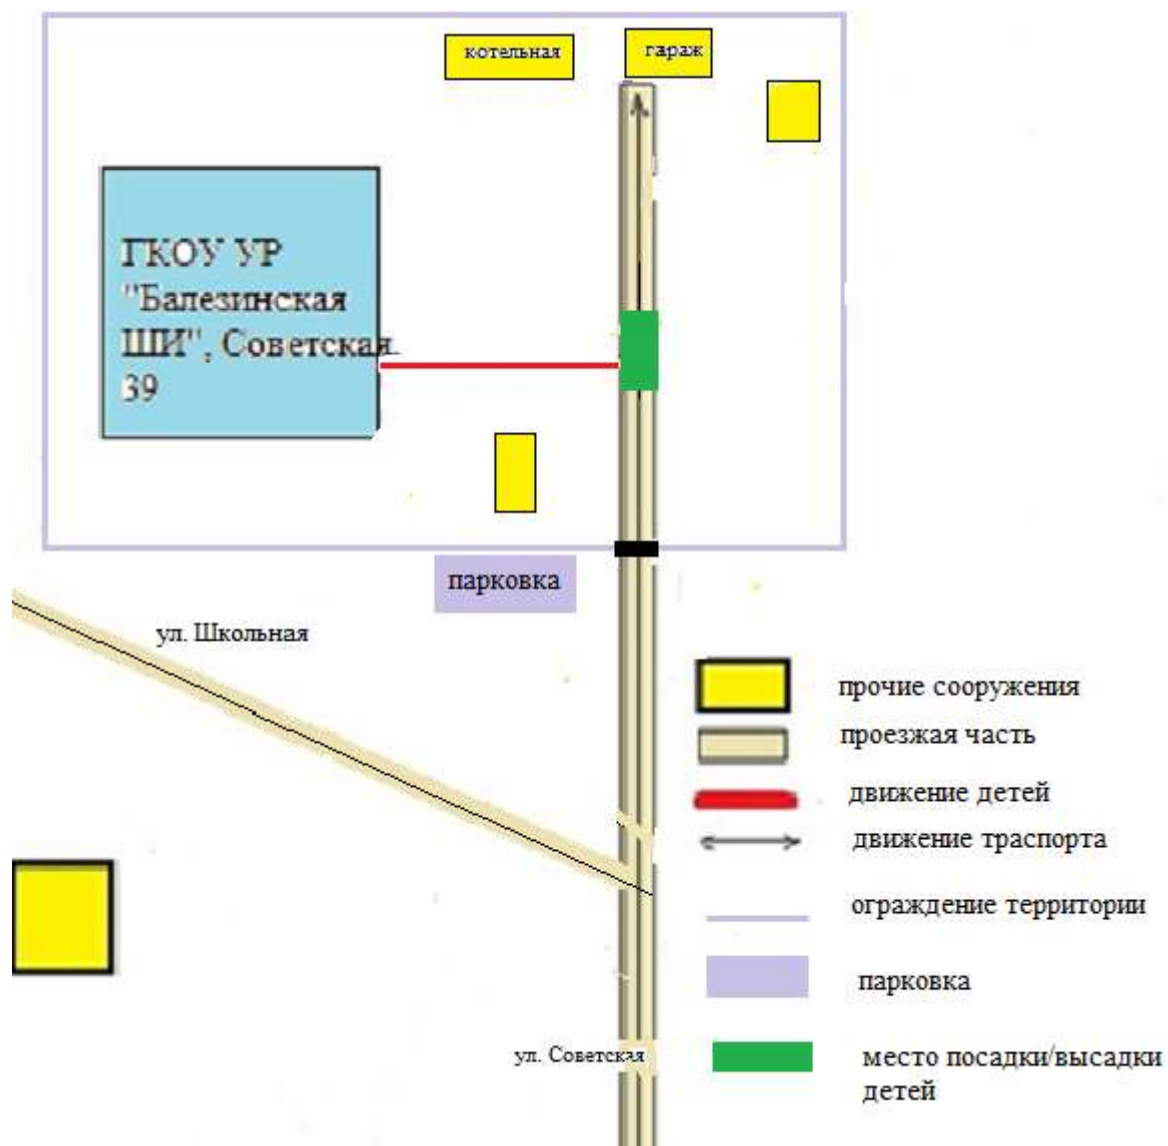 котельная
гараж
ГКОУ УР
"Балезинская
ШИ", Советская
39
парковка
ул. Школьная
прочие сооружения
проезжая часть
движение детей
движение траспорта
ограждение территории
парковка
ул. Советская
место посадки/высадки
детей